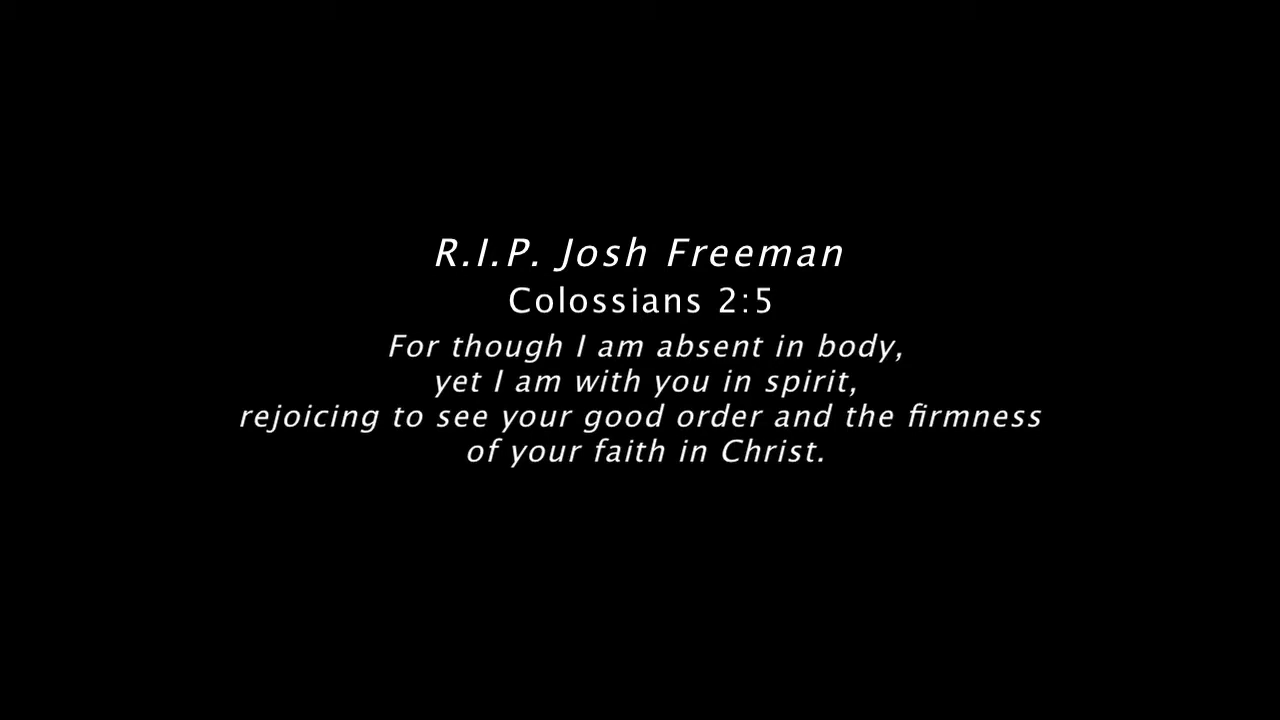 R.I.P. Josh Freeman
Colossians 2:5
For though I am absent in body,
yet I am with you in spirit,
rejoicing to see your good order and the firmness
of your faith in Christ.